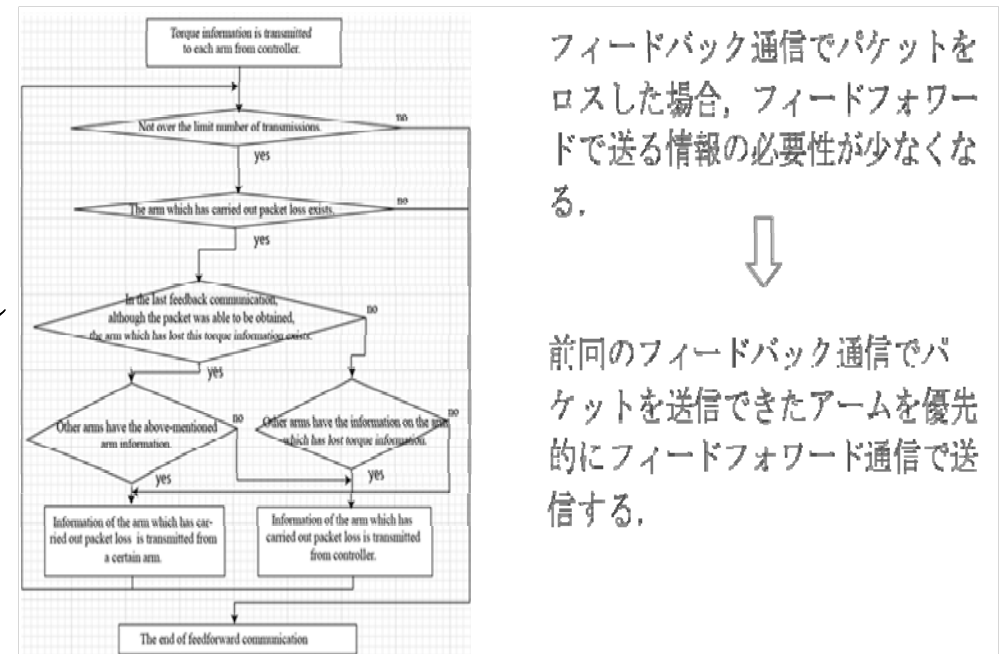 Torque information is transmitted
to each arm from controller.
Not over the limit number of transmissions.
no
yes
The arm which has carried out packet loss exists.
no
yes
In the last feedback communication,
although the packet was able to be obtained,
the arm which has lost this torque information exists.
no
yes
Other arms have the above-mentioned
arm information.
no
yes
Other arms have the information on the arm
which has lost torque information.
no
yes
Information of the arm which has car-
ried out packet loss is transmitted from
a certain arm.
Information of the arm which has
carried out packet loss is transmitted
from controller.
The end of feedforward communication
フィードバック通信でパケットを
ロスした場合，フィードフォワー
ドで送る情報の必要性が少なくな
る．
前回のフィードバック通信でパ
ケットを送信できたアームを優先
的にフィードフォワード通信で送
信する．